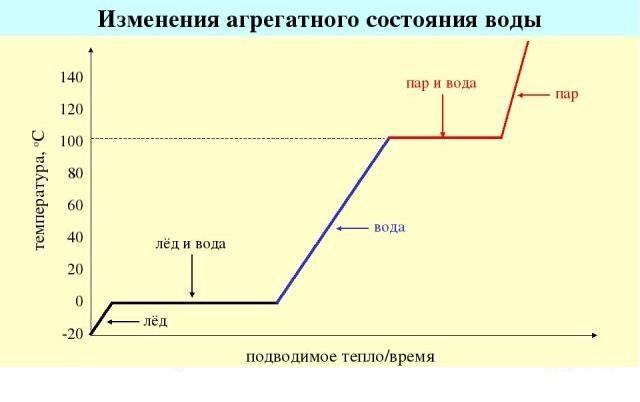 Изменения агрегатного состояния воды
140
120
100
80
60
40
20
0
-20
температура, °С
пар и вода
пар
вода
лёд и вода
лёд
подводимое тепло/время